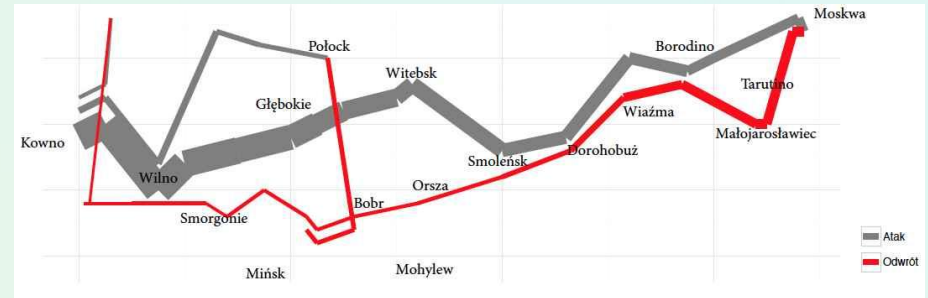 Moskwa
Borodino
Połock
Witebsk
Tarutino
Głębokie
Wiaźma
Małojarosławiec
Kowno
Dorohobuż
Smoleńsk
Wilno
Orsza
Bobr
Smorgonie
Atak
Odwrót
Mińsk
Mohylew